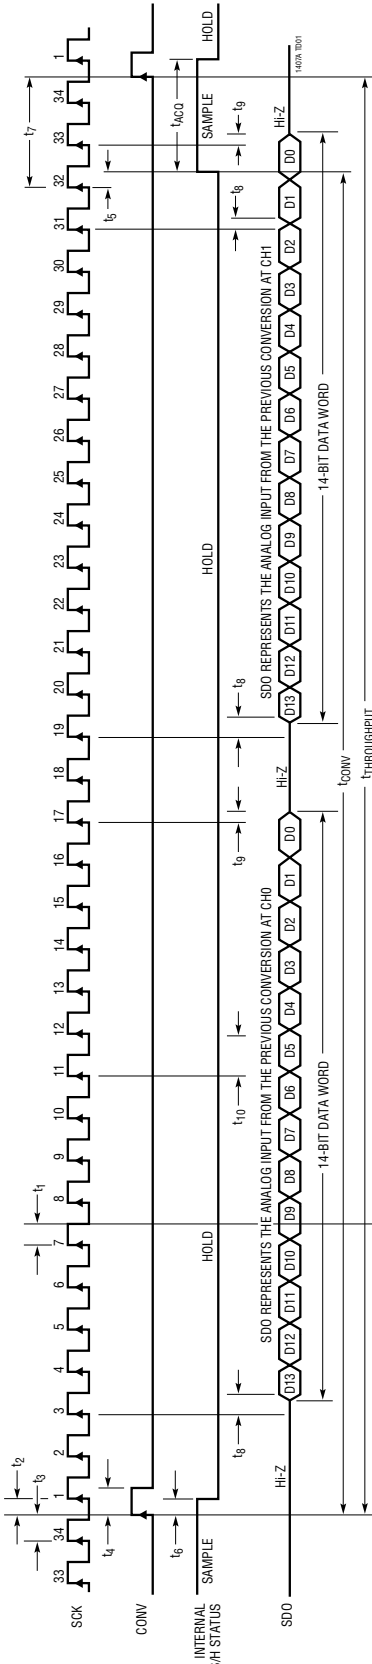 t2
t3
t1
t7
33 34 1 2 3 4 5 6 7 8 9 10 11 12 13 14 15 16 17 18 19 20 21 22 23 24 25 26 27 28 29 30 31 32 33 34 1
SCK
t4
t5
CONV
t6
tACQ
INTERNAL
S/H STATUS
SAMPLE
HOLD
HOLD
SAMPLE
HOLD
t8
t10
t9
t8
t8
t9
SDO REPRESENTS THE ANALOG INPUT FROM THE PREVIOUS CONVERSION AT CH0
SDO REPRESENTS THE ANALOG INPUT FROM THE PREVIOUS CONVERSION AT CH1
Hi-Z
Hi-Z
Hi-Z
SDO
D13 D12 D11 D10 D9 D8 D7 D6 D5 D4 D3 D2 D1 D0
D13 D12 D11 D10 D9 D8 D7 D6 D5 D4 D3 D2 D1 D0
1407A TD01
14-BIT DATA WORD
14-BIT DATA WORD
tCONV
tTHROUGHPUT